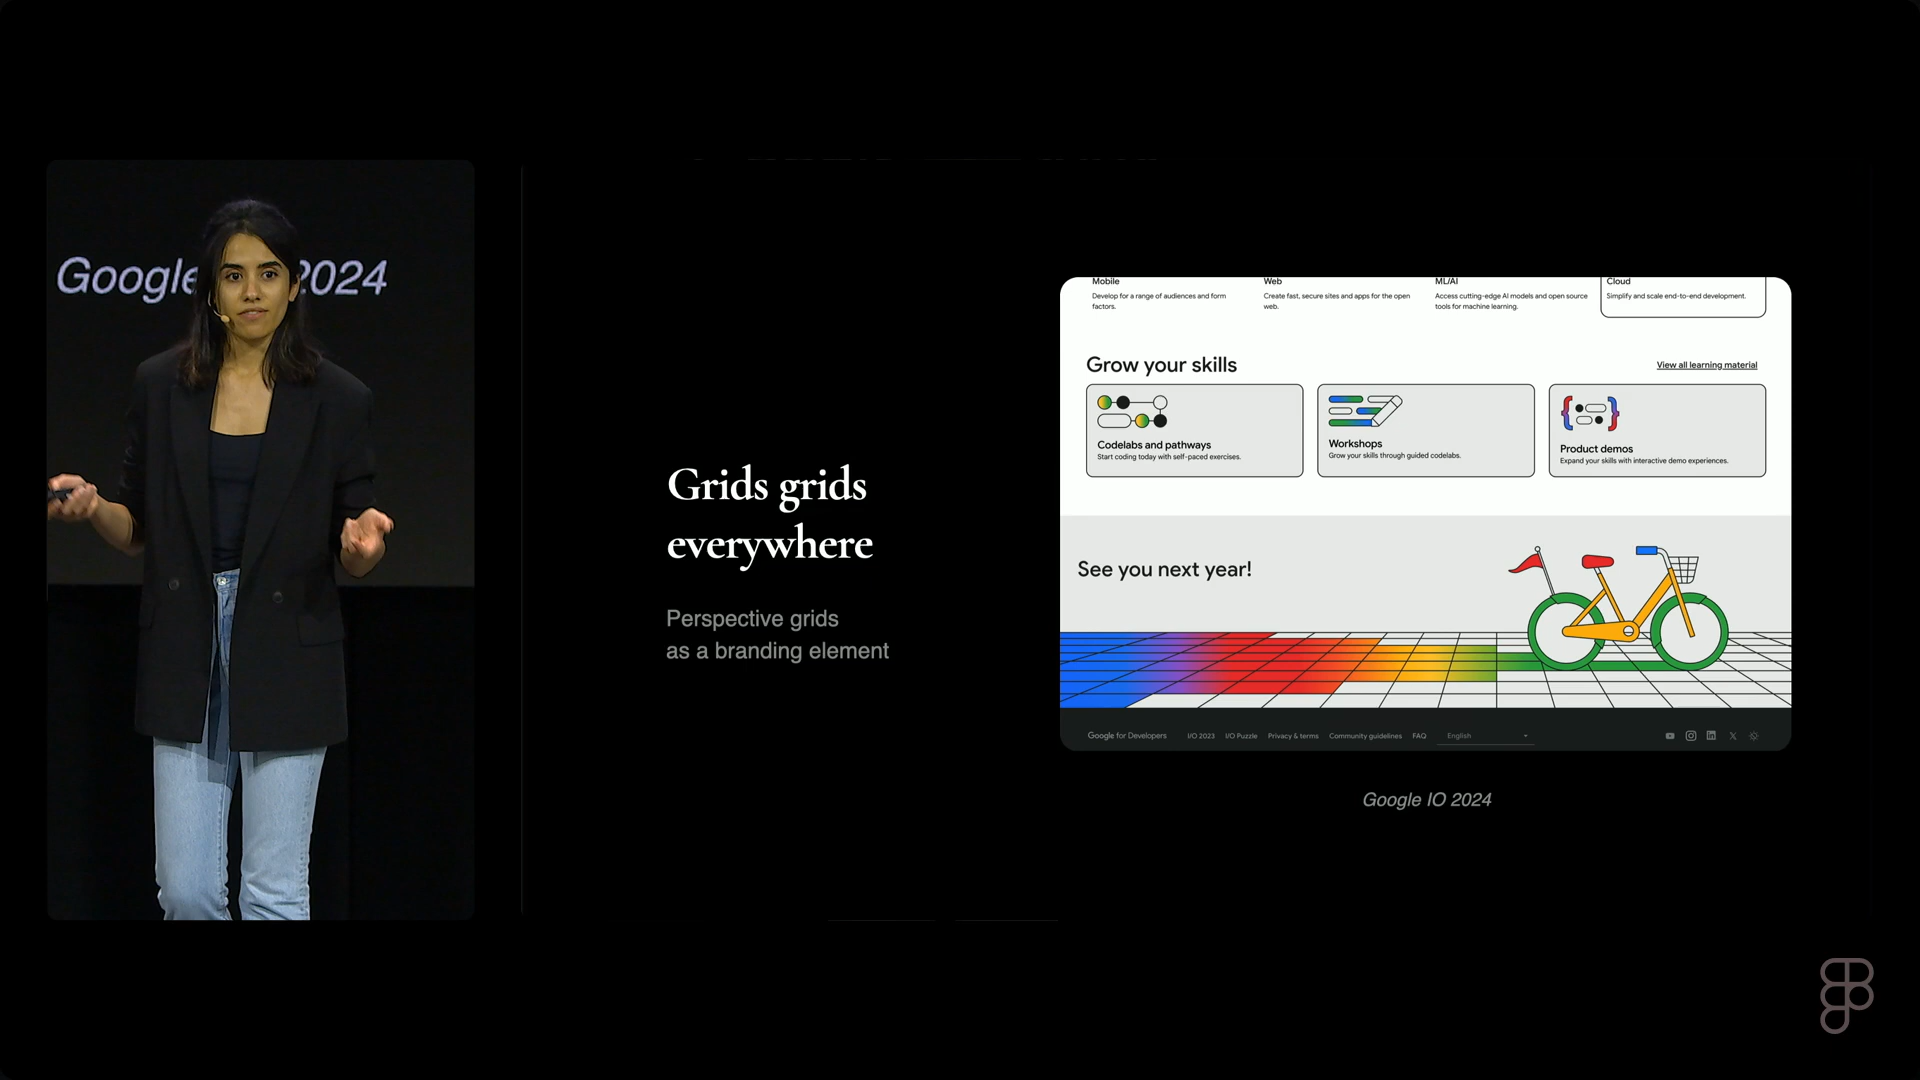 Google 2024
Grids grids
everywhere
Perspective grids
as a branding element
Mobile
Develop for a range of audiences and form
factors.
Web
Create fast, secure sites and apps for the open
web.
ML/AI
Access cutting-edge AI models and open source
tools for machine learning.
Cloud
Simplify and scale end-to-end development.
Grow your skills
View all learning material
Codelabs and pathways
Start coding today with self-paced exercises.
Workshops
Grow your skills through guided codelabs.
Product demos
Expand your skills with interactive demo experiences.
See you next year!
Google for Developers
I/O 2023
I/O Puzzle
Privacy & terms
Community guidelines
FAQ
English
Google IO 2024